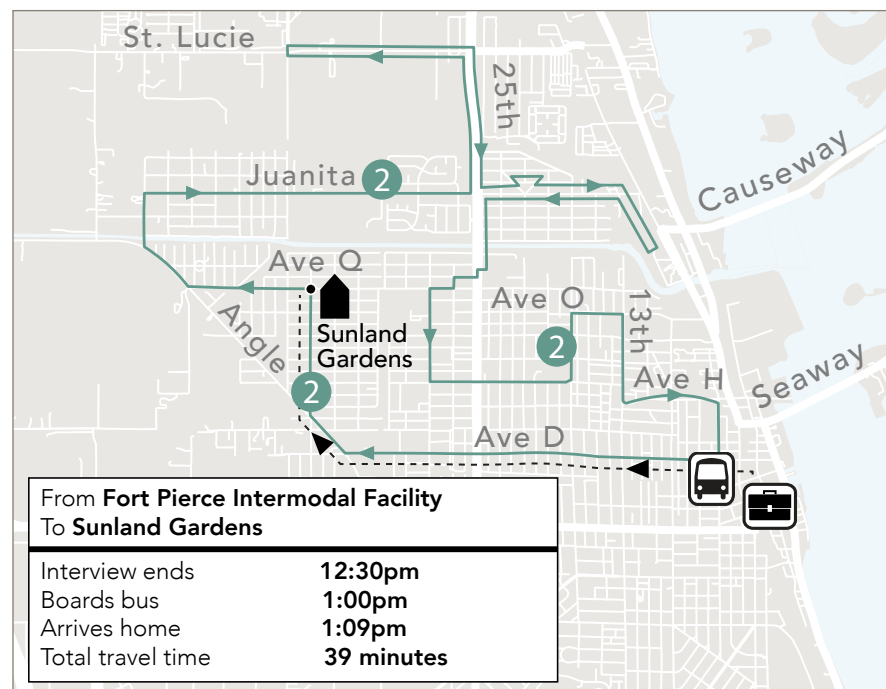 St. Lucie
25th
Juanita
2
Causeway
Ave Q
Ave O
13th
Sunland
Gardens
Angle
2
2
Ave H
Seaway
Ave D
From Fort Pierce Intermodal Facility
To Sunland Gardens
Interview ends 12:30pm
Boards bus 1:00pm
Arrives home 1:09pm
Total travel time 39 minutes